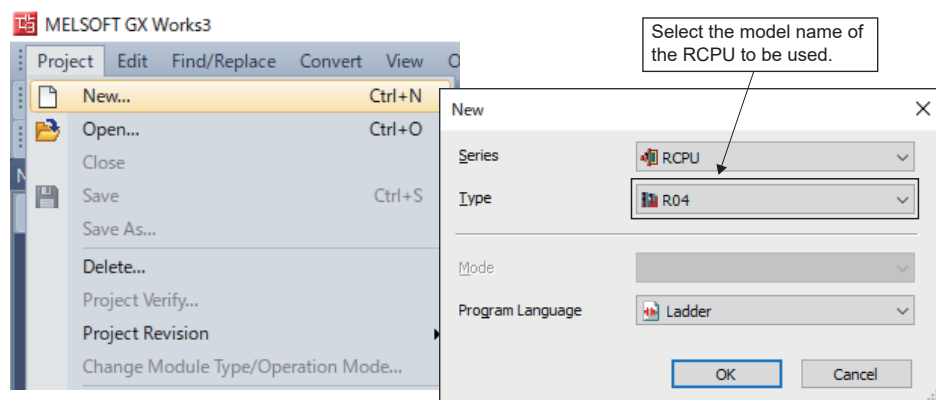 MELSOFT GX Works3
Project Edit Find/Replace Convert View
New... Ctrl+N
Open... Ctrl+O
Close
Save Ctrl+S
Save As...
Delete...
Project Verify...
Project Revision
Change Module Type/Operation Mode...
Select the model name of
the RCPU to be used.
New
Series RCPU
Type R04
Mode
Program Language Ladder
OK Cancel